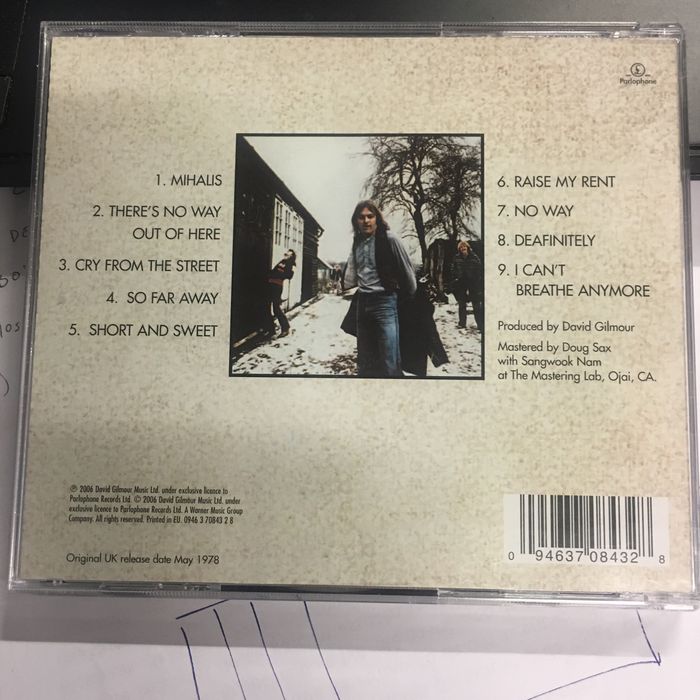 Parlophone
1. MIHALIS
2. THERE'S NO WAY
OUT OF HERE
3. CRY FROM THE STREET
4. SO FAR AWAY
5. SHORT AND SWEET
6. RAISE MY RENT
7. NO WAY
8. DEAFINITELY
9. I CAN'T
BREATHE ANYMORE
Produced by David Gilmour
Mastered by Doug Sax
with Sangwook Nam
at The Mastering Lab, Ojai, CA.
℗ 2006 David Gilmour Music Ltd. under exclusive licence to
Parlophone Records Ltd. © 2006 David Gilmour Music Ltd. under
exclusive licence to Parlophone Records Ltd. A Warner Music Group
Company. All rights reserved. Printed in EU. 0946 3 70843 2 8
Original UK release date May 1978
0 94637 08432 8